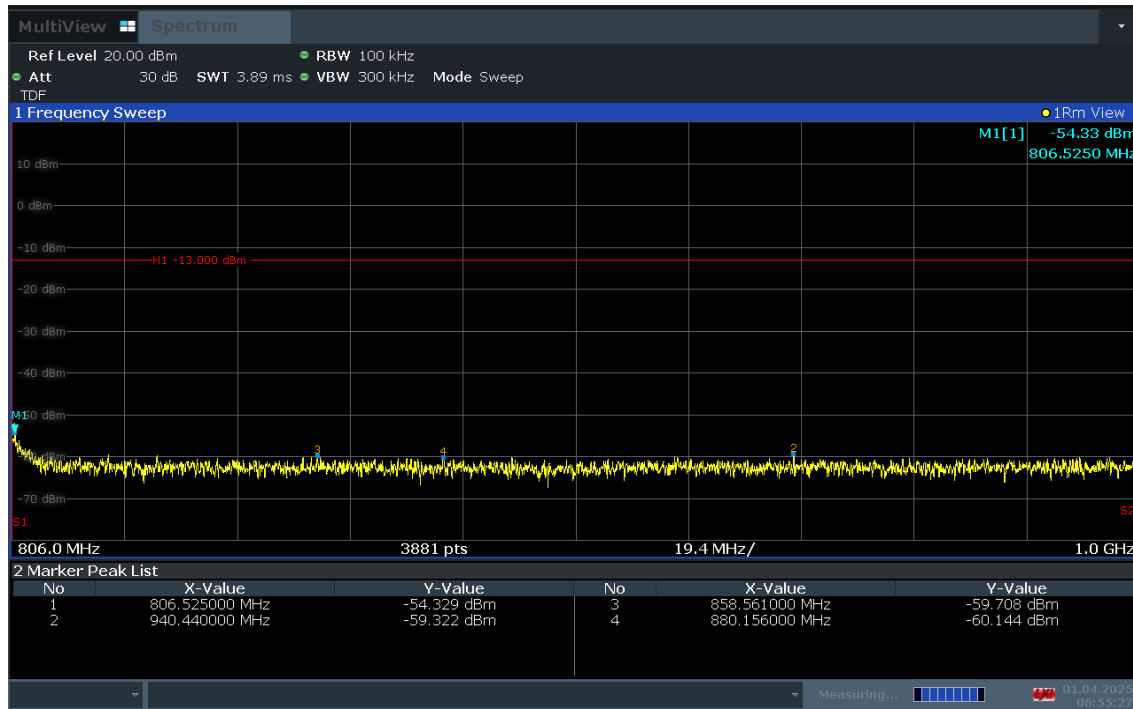 MultiView Spectrum
Ref Level 20.00 dBm RBW 100 kHz
Att 30 dB SWT 3.89 ms VBW 300 kHz Mode Sweep
TDF
1 Frequency Sweep 1Rm View
M1[1] -54.33 dBm
806.5250 MHz
10 dBm
0 dBm
-10 dBm
H1 -13.000 dBm
-20 dBm
-30 dBm
-40 dBm
M1
-50 dBm
3
4
2
-60 dBm
-70 dBm
S1
S2
806.0 MHz 3881 pts 19.4 MHz/ 1.0 GHz
2 Marker Peak List
No X-Value Y-Value No X-Value Y-Value
1 806.525000 MHz -54.329 dBm 3 858.561000 MHz -59.708 dBm
2 940.440000 MHz -59.322 dBm 4 880.156000 MHz -60.144 dBm
Measuring... 01.04.2025
06:55:27